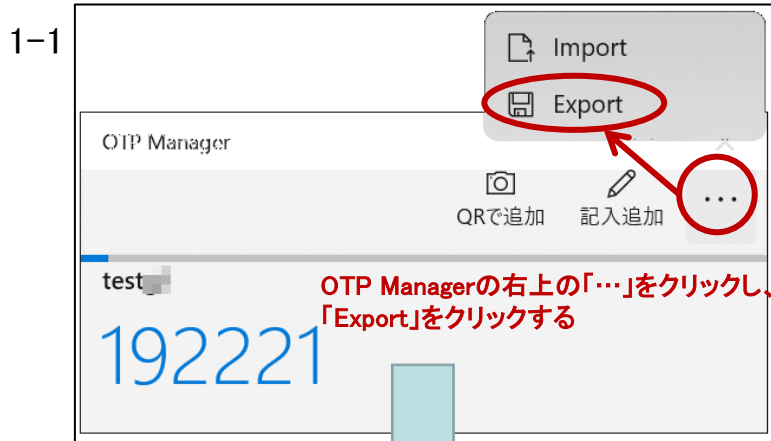 1-1
Import
Export
OTP Manager
QRで追加
記入追加
...
test
OTP Managerの右上の「…」をクリックし、
「Export」をクリックする
192221